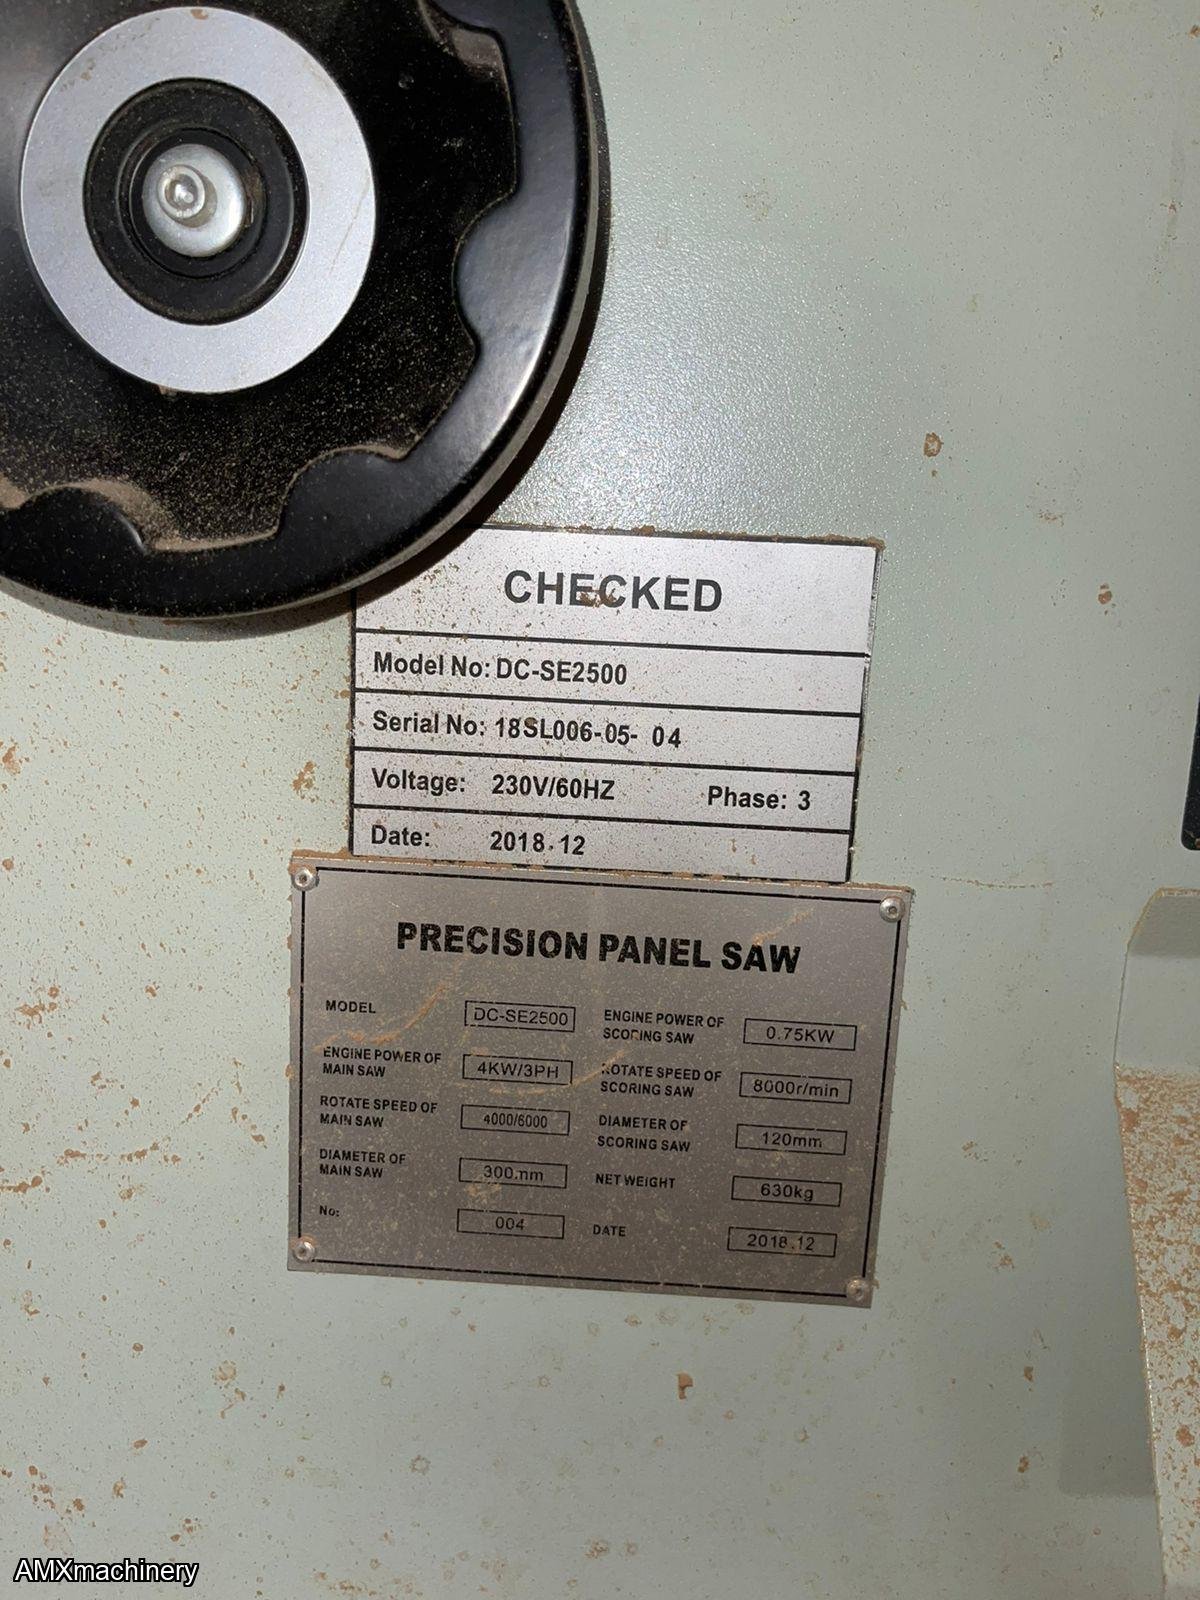 CHECKED
Model No: DC-SE2500
Serial No: 18SL006-05- 04
Voltage: 230V/60HZ Phase: 3
Date: 2018.12
PRECISION PANEL SAW
MODEL DC-SE2500
ENGINE POWER OF SCORING SAW 0.75KW
ENGINE POWER OF MAIN SAW 4KW/3PH
ROTATE SPEED OF SCORING SAW 8000r/min
ROTATE SPEED OF MAIN SAW 4000/6000
DIAMETER OF SCORING SAW 120mm
DIAMETER OF MAIN SAW 300mm
NET WEIGHT 630kg
No: 004
DATE 2018.12
AMXmachinery